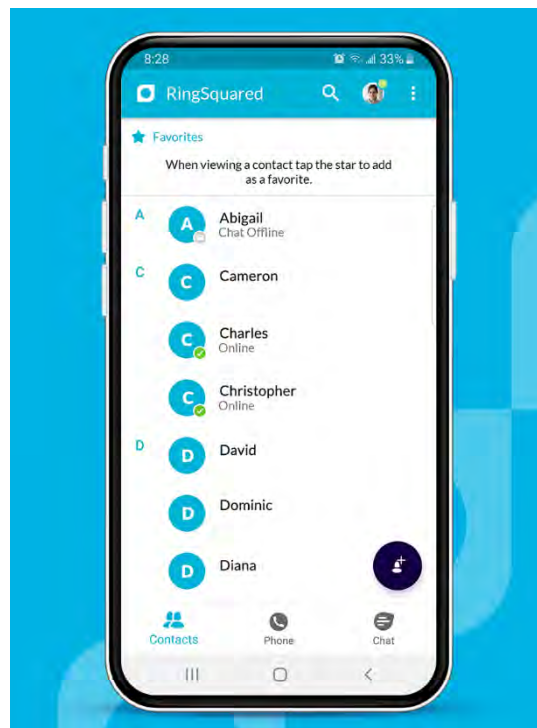 8:28
33%
RingSquared
Favorites
When viewing a contact tap the star to add
as a favorite.
A
A
Abigail
Chat Offline
C
C
Cameron
C
Charles
Online
C
Christopher
Online
D
D
David
D
Dominic
D
Diana
Contacts
Phone
Chat